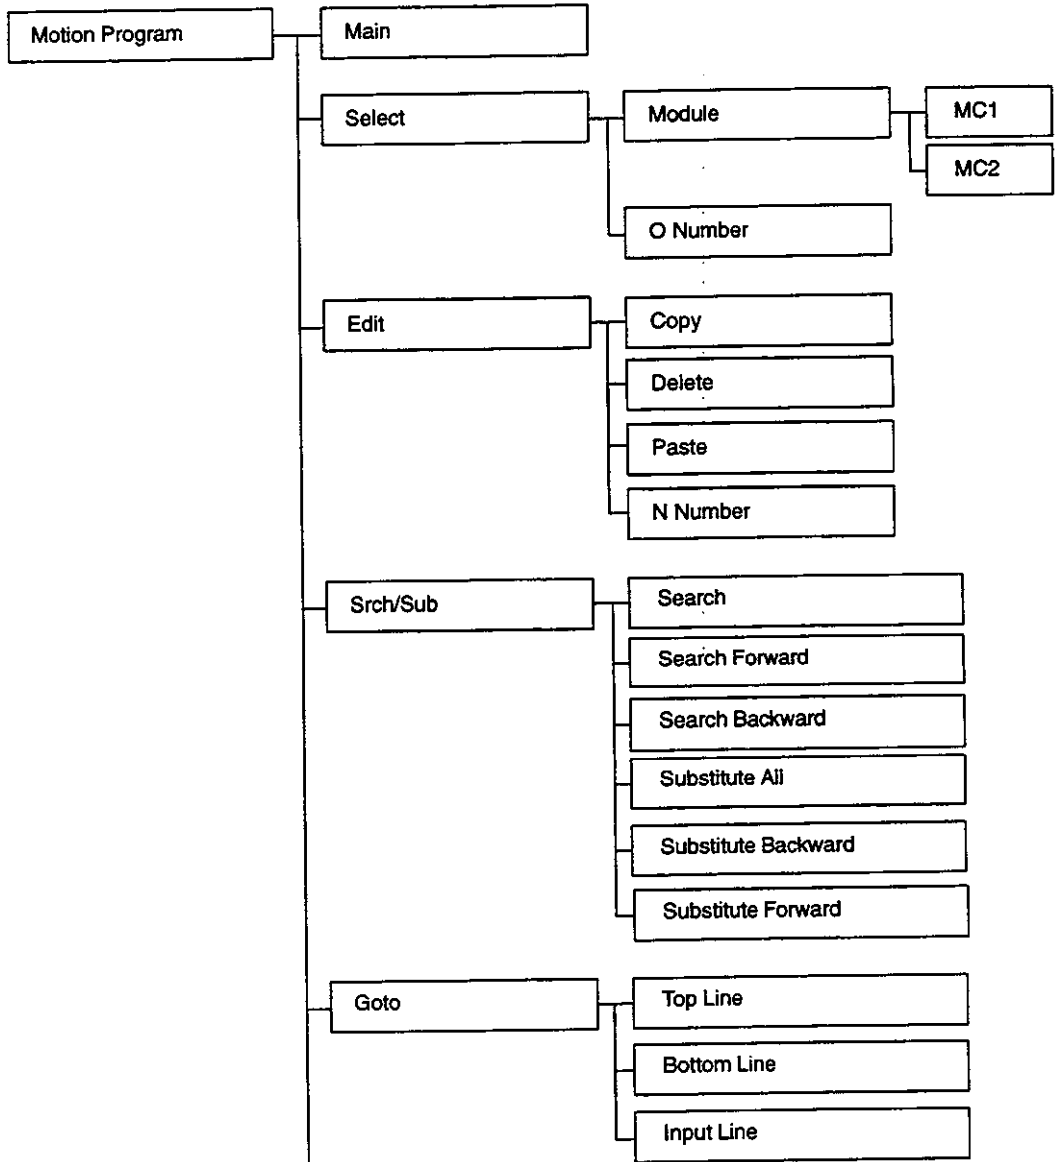 Motion Program
Main
Select
Module
MC1
MC2
O Number
Edit
Copy
Delete
Paste
N Number
Srch/Sub
Search
Search Forward
Search Backward
Substitute All
Substitute Backward
Substitute Forward
Goto
Top Line
Bottom Line
Input Line